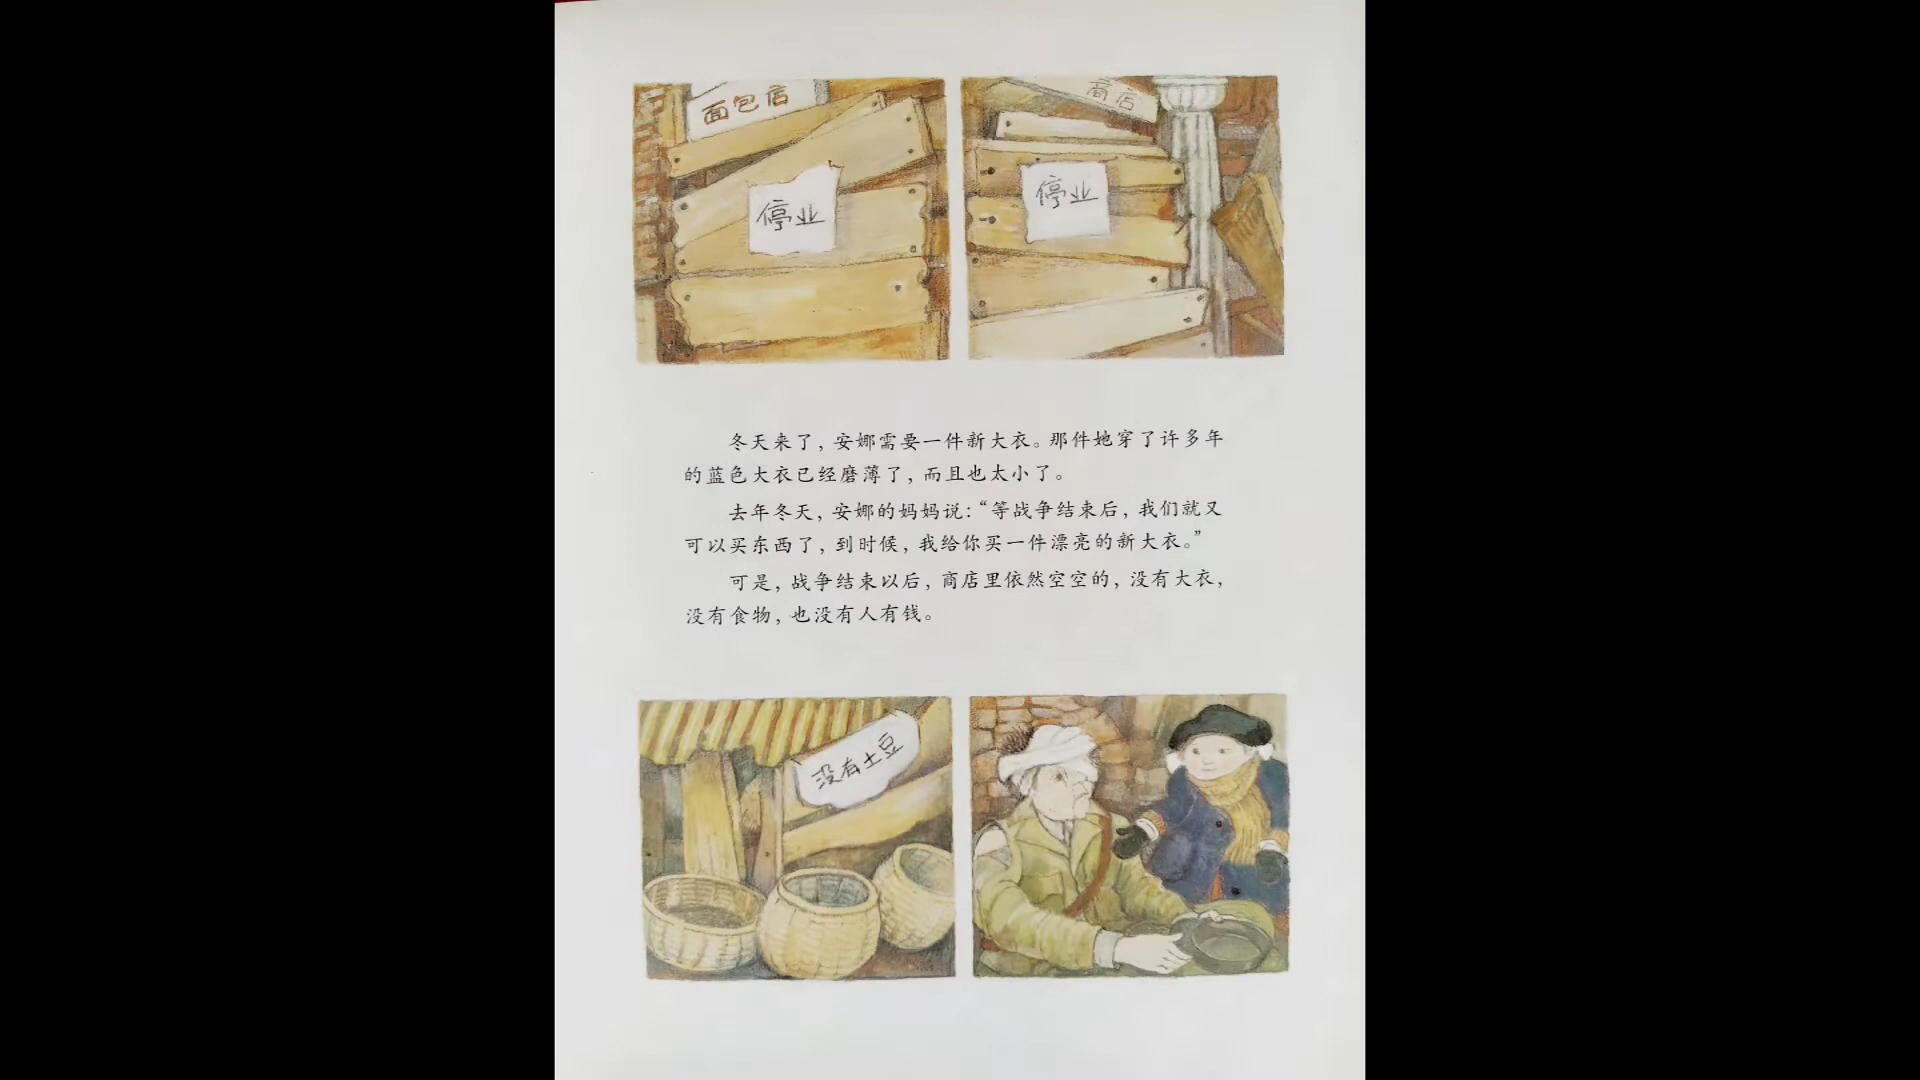 面包店
停业
商店
停业
冬天来了，安娜需要一件新大衣。那件她穿了许多年
的蓝色大衣已经磨薄了，而且也太小了。
去年冬天，安娜的妈妈说：“等战争结束后，我们就又
可以买东西了，到时候，我给你买一件漂亮的新大衣。”
可是，战争结束以后，商店里依然空空的，没有大衣，
没有食物，也没有人有钱。
没有土豆